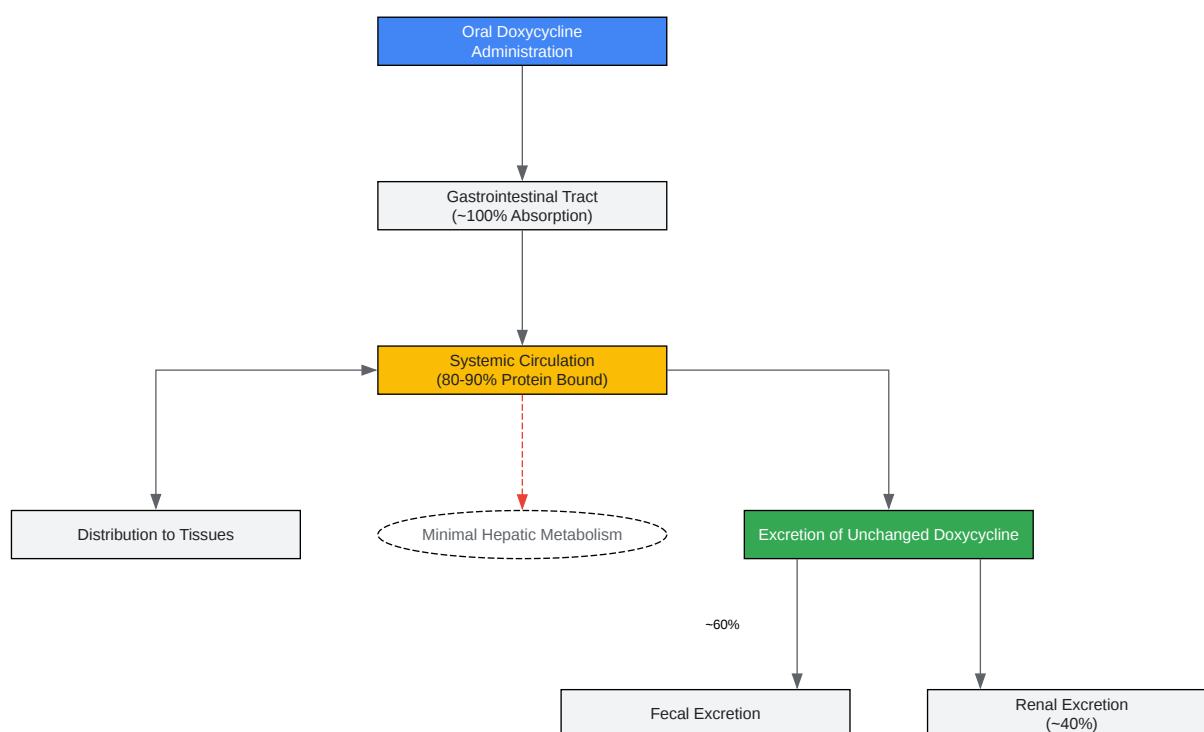 Oral Doxycycline
Administration
Gastrointestinal Tract
(~100% Absorption)
Systemic Circulation
(80-90% Protein Bound)
Distribution to Tissues
Minimal Hepatic Metabolism
Excretion of Unchanged Doxycycline
~60%
Fecal Excretion
Renal Excretion
(~40%)